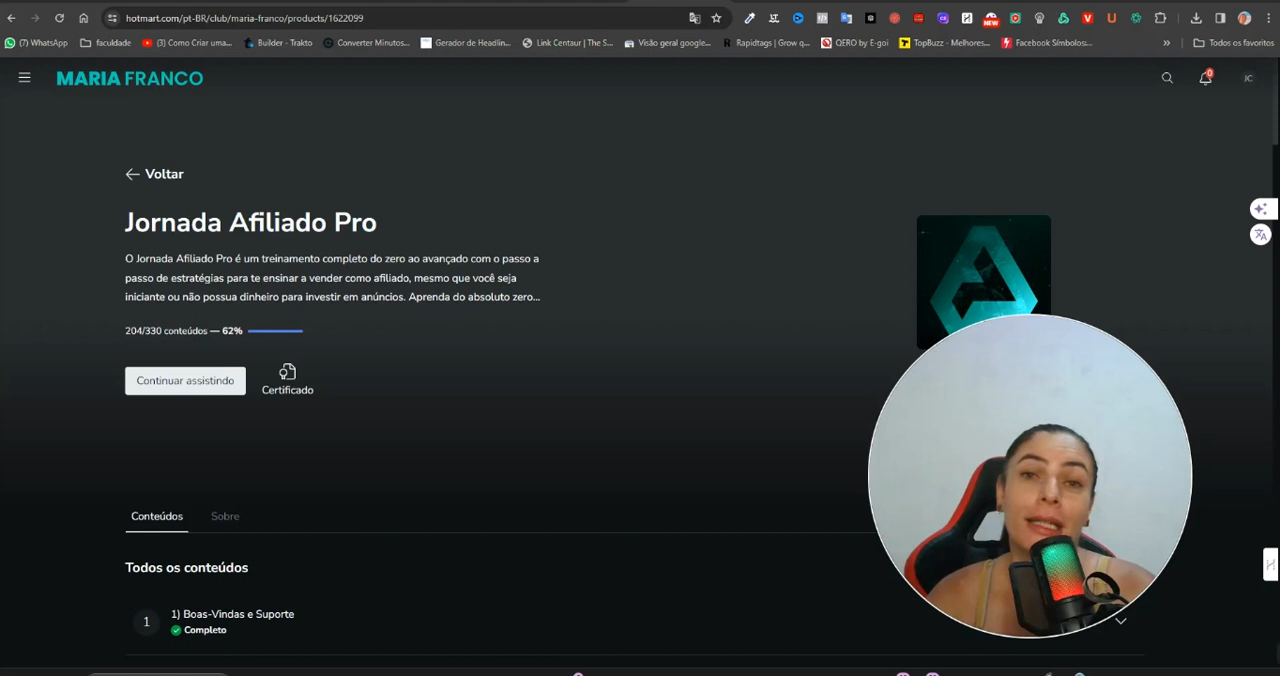 hotmart.com/pt-BR/club/maria-franco/products/1622099
(7) WhatsApp
faculdade
(3) Como Criar uma...
Builder - Trakto
Converter Minutos...
Gerador de Headlin...
Link Centaur | The S...
Visão geral google...
Rapidtags | Grow q...
QERO by E-goi
TopBuzz - Melhores...
Facebook Símbolos...
»
Todos os favoritos
NEW
MARIA FRANCO
0
JC
Voltar
Jornada Afiliado Pro
O Jornada Afiliado Pro é um treinamento completo do zero ao avançado com o passo a
passo de estratégias para te ensinar a vender como afiliado, mesmo que você seja
iniciante ou não possua dinheiro para investir em anúncios. Aprenda do absoluto zero...
204/330 conteúdos — 62%
Continuar assistindo
Certificado
Conteúdos
Sobre
Todos os conteúdos
1
1) Boas-Vindas e Suporte
Completo